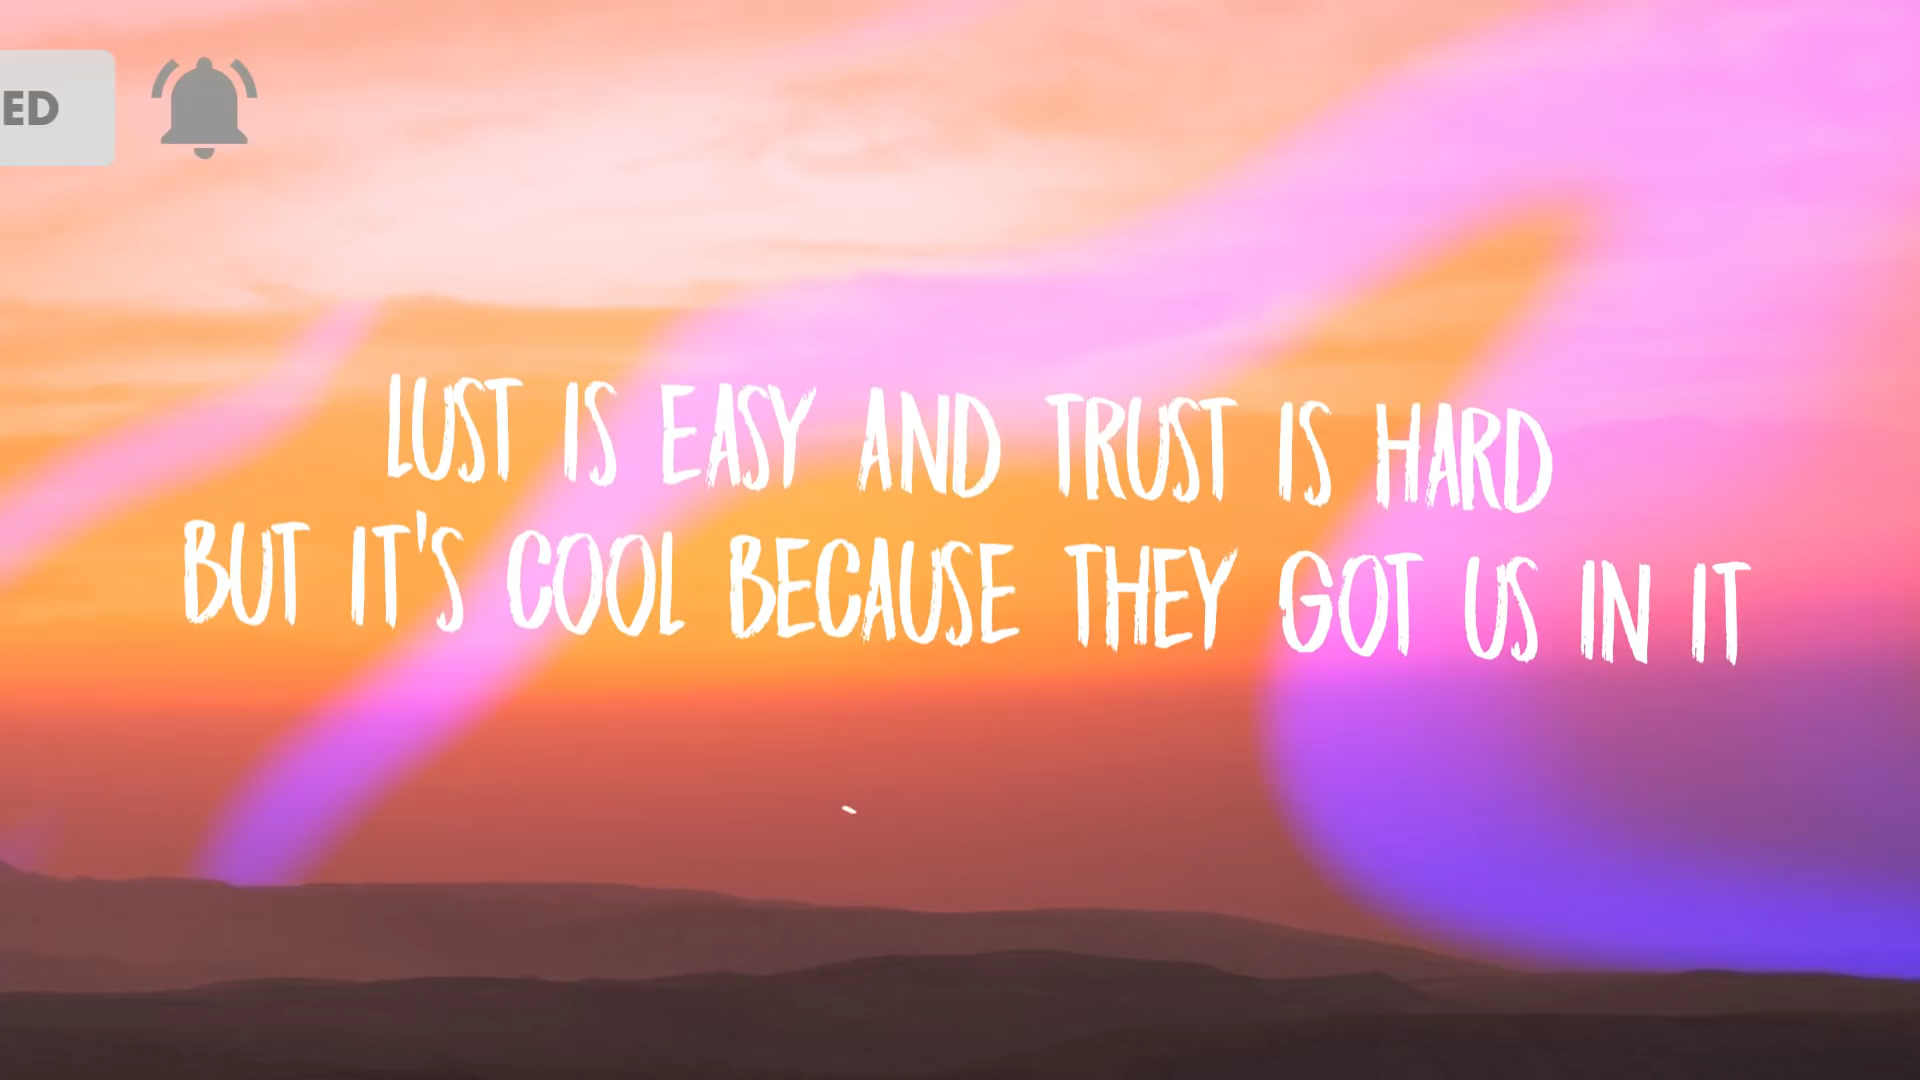 ED
LUST IS EASY AND TRUST IS HARD
BUT IT'S COOL BECAUSE THEY GOT US IN IT